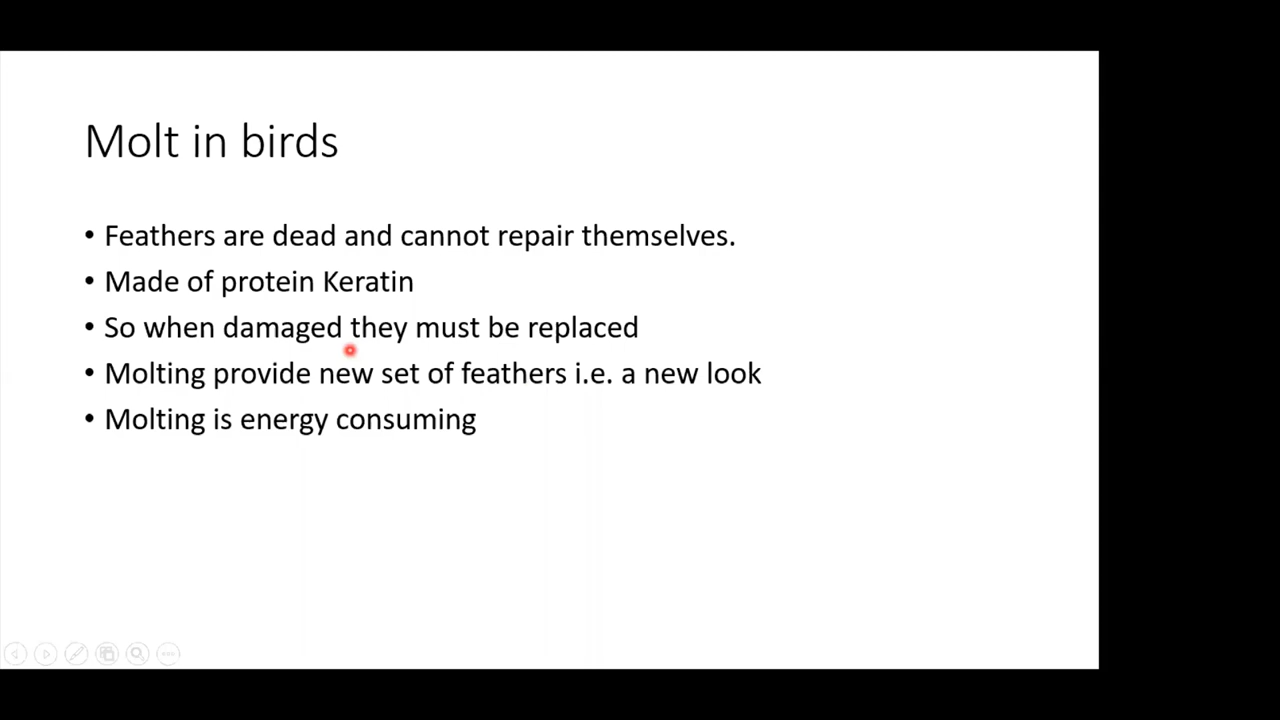 Molt in birds
• Feathers are dead and cannot repair themselves.
• Made of protein Keratin
• So when damaged they must be replaced
• Molting provide new set of feathers i.e. a new look
• Molting is energy consuming